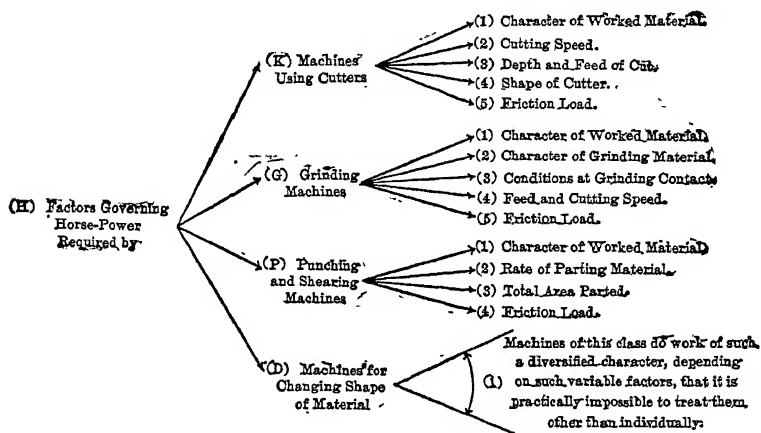 (H) Factors Governing
Horse-Power
Required by
(K) Machines
Using Cutters
(1) Character of Worked Material.
(2) Cutting Speed.
(3) Depth and Feed of Cut.
(4) Shape of Cutter.
(5) Friction Load.
(G) Grinding
Machines
(1) Character of Worked Material.
(2) Character of Grinding Material.
(3) Conditions at Grinding Contact.
(4) Feed and Cutting Speed.
(5) Friction Load.
(P) Punching
and Shearing
Machines
(1) Character of Worked Material
(2) Rate of Parting Material.
(3) Total Area Parted.
(4) Friction Load.
(D) Machines for
Changing Shape
of Material
(1)
Machines of this class do work of such
a diversified character, depending
on such variable factors, that it is
practically impossible to treat them
other than individually.